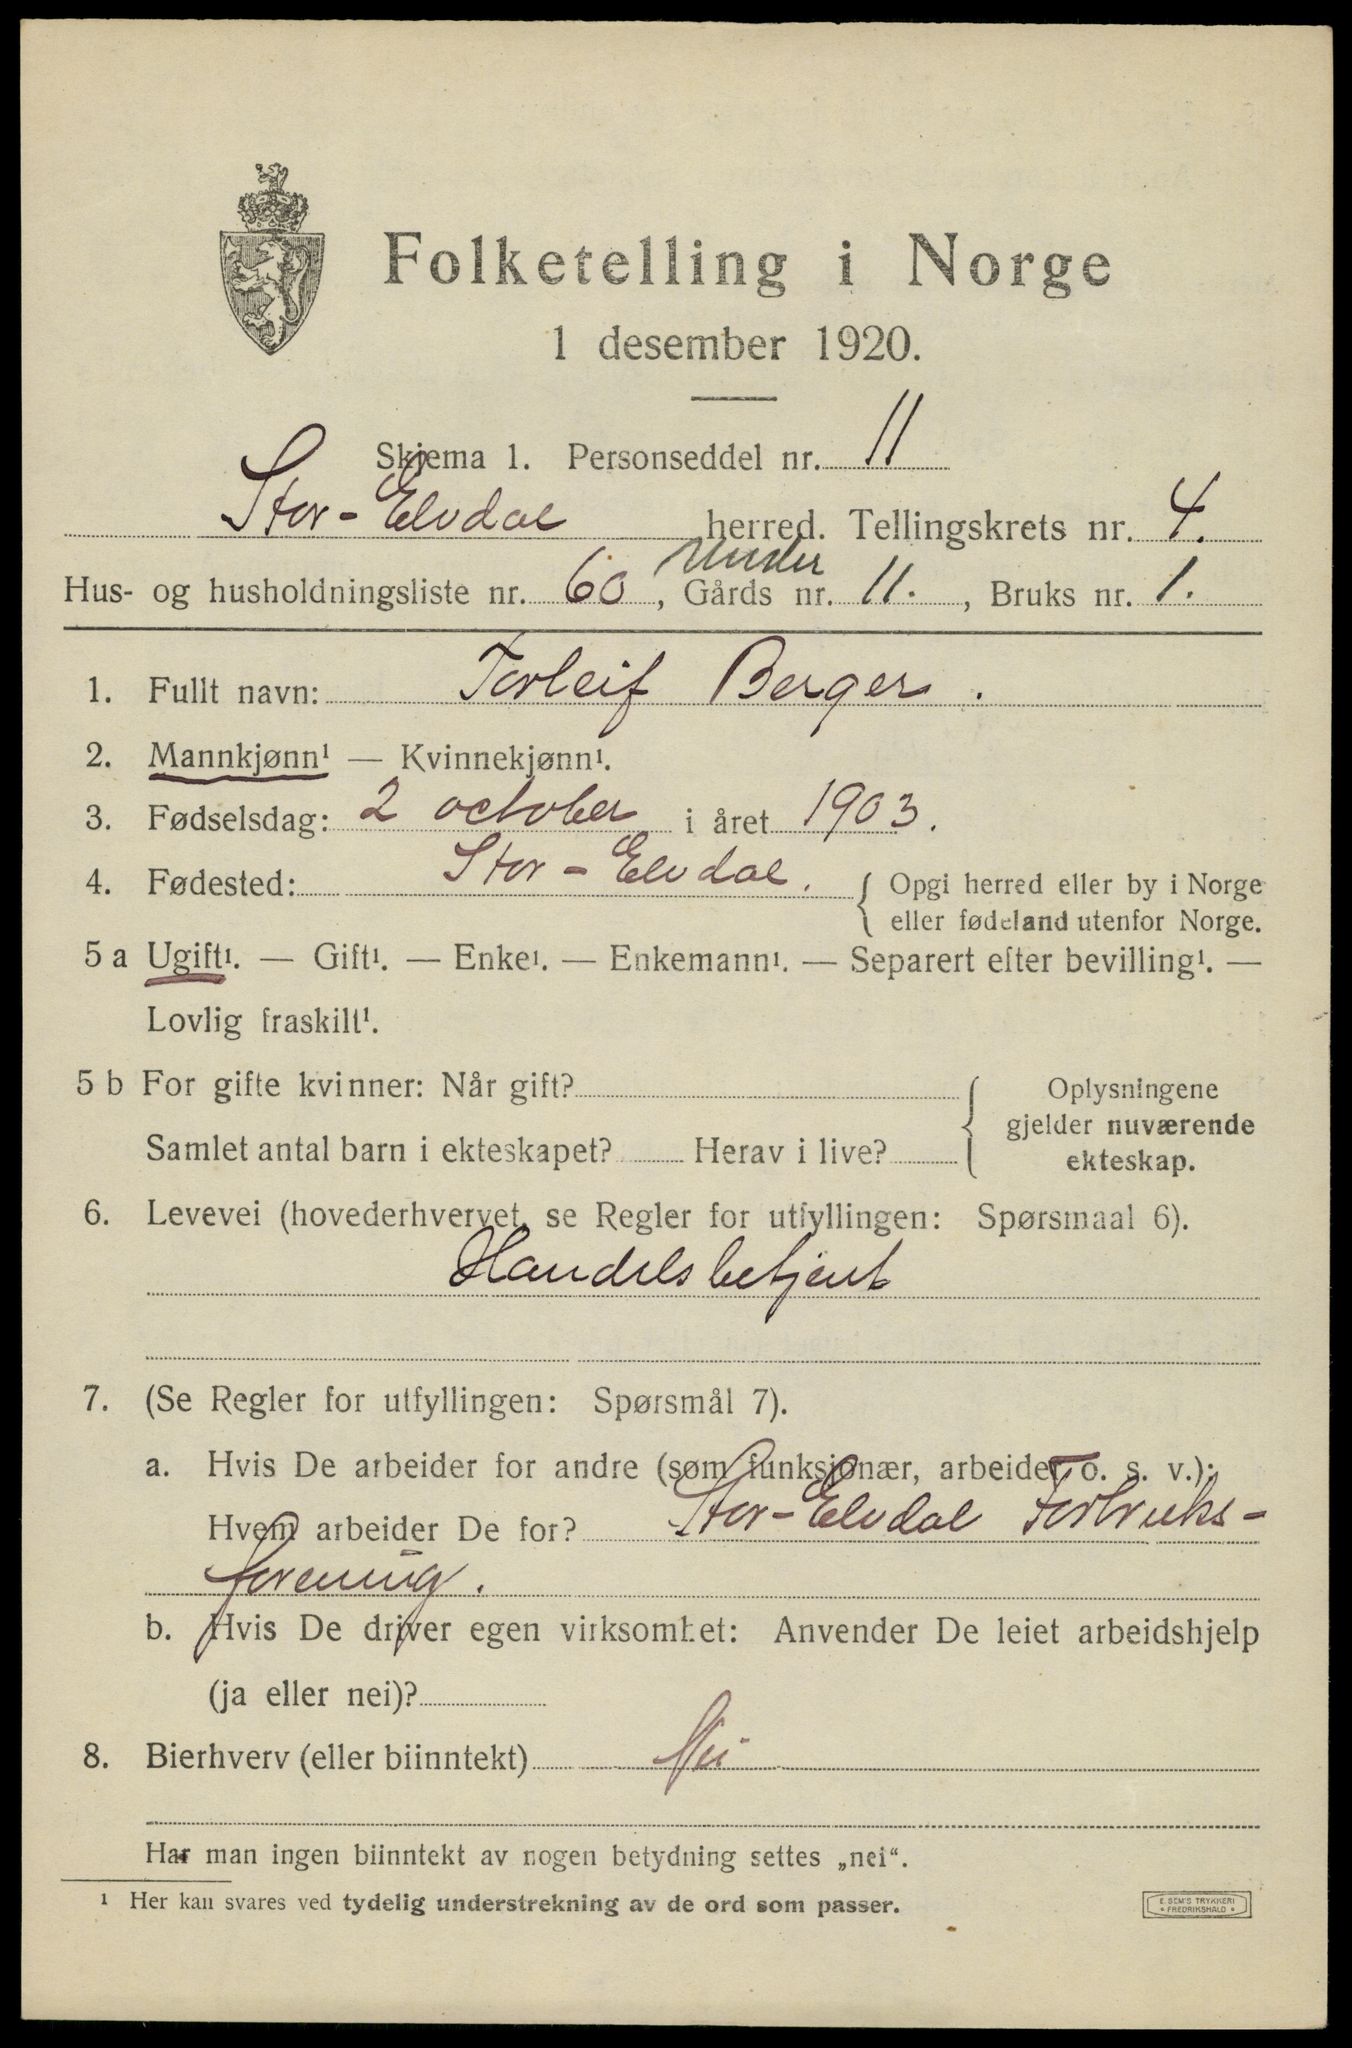 Folketelling i Norge
1 desember 1920.
Skjema 1. Personseddel nr. 11
Stor-Elvdal herred. Tellingskrets nr. 4.
under
Hus- og husholdningsliste nr. 60, Gårds nr. 11., Bruks nr. 1.
1. Fullt navn: Torleif Berger.
2. Mannkjønn¹ — Kvinnekjønn¹.
3. Fødselsdag: 2 october i året 1903.
4. Fødested: Stor-Elvdal. { Opgi herred eller by i Norge
eller fødeland utenfor Norge.
5 a Ugift¹. — Gift¹. — Enke¹. — Enkemann¹. — Separert efter bevilling¹. —
Lovlig fraskilt¹.
5 b For gifte kvinner: Når gift? { Oplysningene
gjelder nuværende
Samlet antal barn i ekteskapet? Herav i live? ekteskap.
6. Levevei (hovederhvervet, se Regler for utfyllingen: Spørsmaal 6).
Handelsbetjent
7. (Se Regler for utfyllingen: Spørsmål 7).
a. Hvis De arbeider for andre (som funksjonær, arbeider o. s. v.):
Hvem arbeider De for? Stor-Elvdal Forbruks-
forening.
b. Hvis De driver egen virksomhet: Anvender De leiet arbeidshjelp
(ja eller nei)?
8. Bierhverv (eller biinntekt) Nei
Har man ingen biinntekt av nogen betydning settes „nei“.
¹ Her kan svares ved tydelig understrekning av de ord som passer.
E. SEM'S TRYKKERI
FREDRIKSHALD